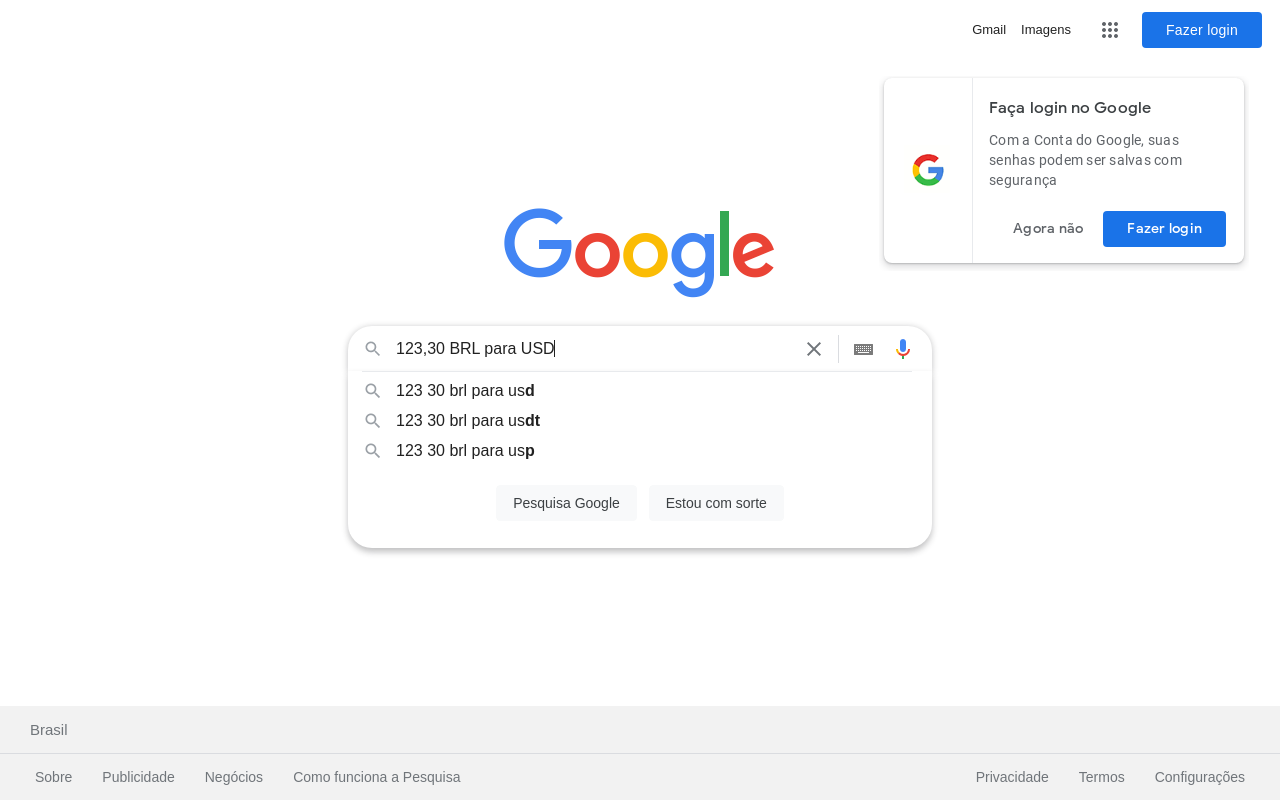 Gmail Imagens Fazer login
Faça login no Google
Com a Conta do Google, suas
senhas podem ser salvas com
segurança
Agora não Fazer login
Google
123,30 BRL para USD
123 30 brl para usd
123 30 brl para usdt
123 30 brl para usp
Pesquisa Google Estou com sorte
Brasil
Sobre Publicidade Negócios Como funciona a Pesquisa Privacidade Termos Configurações